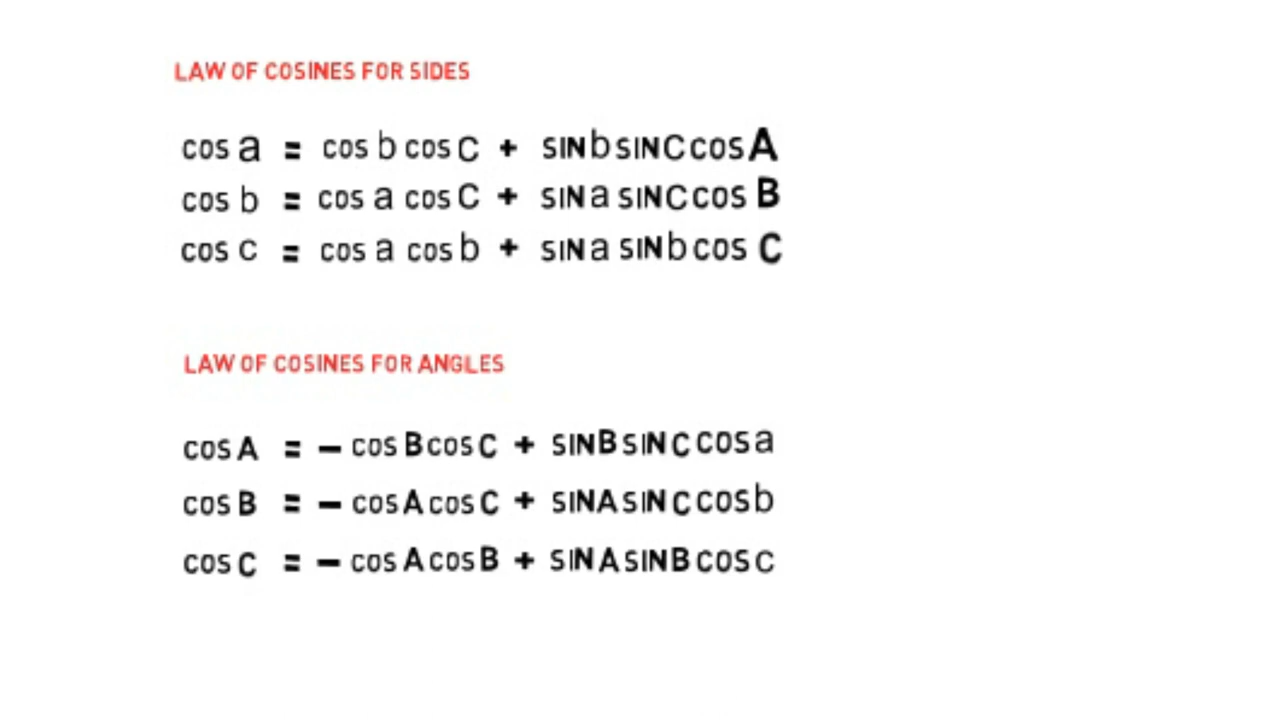 LAW OF COSINES FOR SIDES
cos a = cos b cos c + SIN b SIN c cos A
cos b = cos a cos c + SIN a SIN c cos B
cos c = cos a cos b + SIN a SIN b cos C
LAW OF COSINES FOR ANGLES
cos A = - cos B cos C + SIN B SIN C cos a
cos B = - cos A cos C + SIN A SIN C cos b
cos C = - cos A cos B + SIN A SIN B cos c